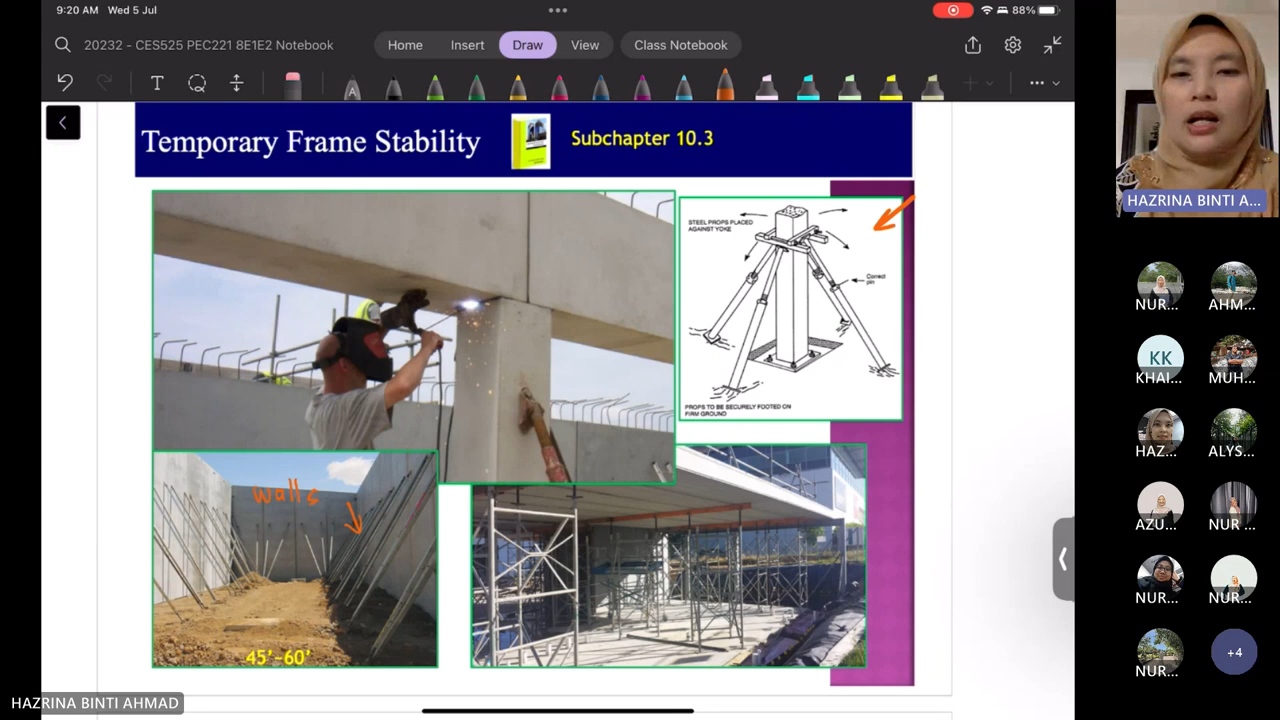 9:20 AM Wed 5 Jul
88%
20232 - CES525 PEC221 8E1E2 Notebook
Home Insert Draw View Class Notebook
T
A
Temporary Frame Stability
Subchapter 10.3
STEEL PROPS PLACED
AGAINST YOKE
Correct
pin
PROPS TO BE SECURELY FOOTED ON
FIRM GROUND
walls
45'-60'
HAZRINA BINTI AHMAD
HAZRINA BINTI A...
NUR...
AHM...
KK
KHAI...
MUH...
HAZ...
ALYS...
AZU...
NUR ...
NUR...
NUR...
NUR...
+4